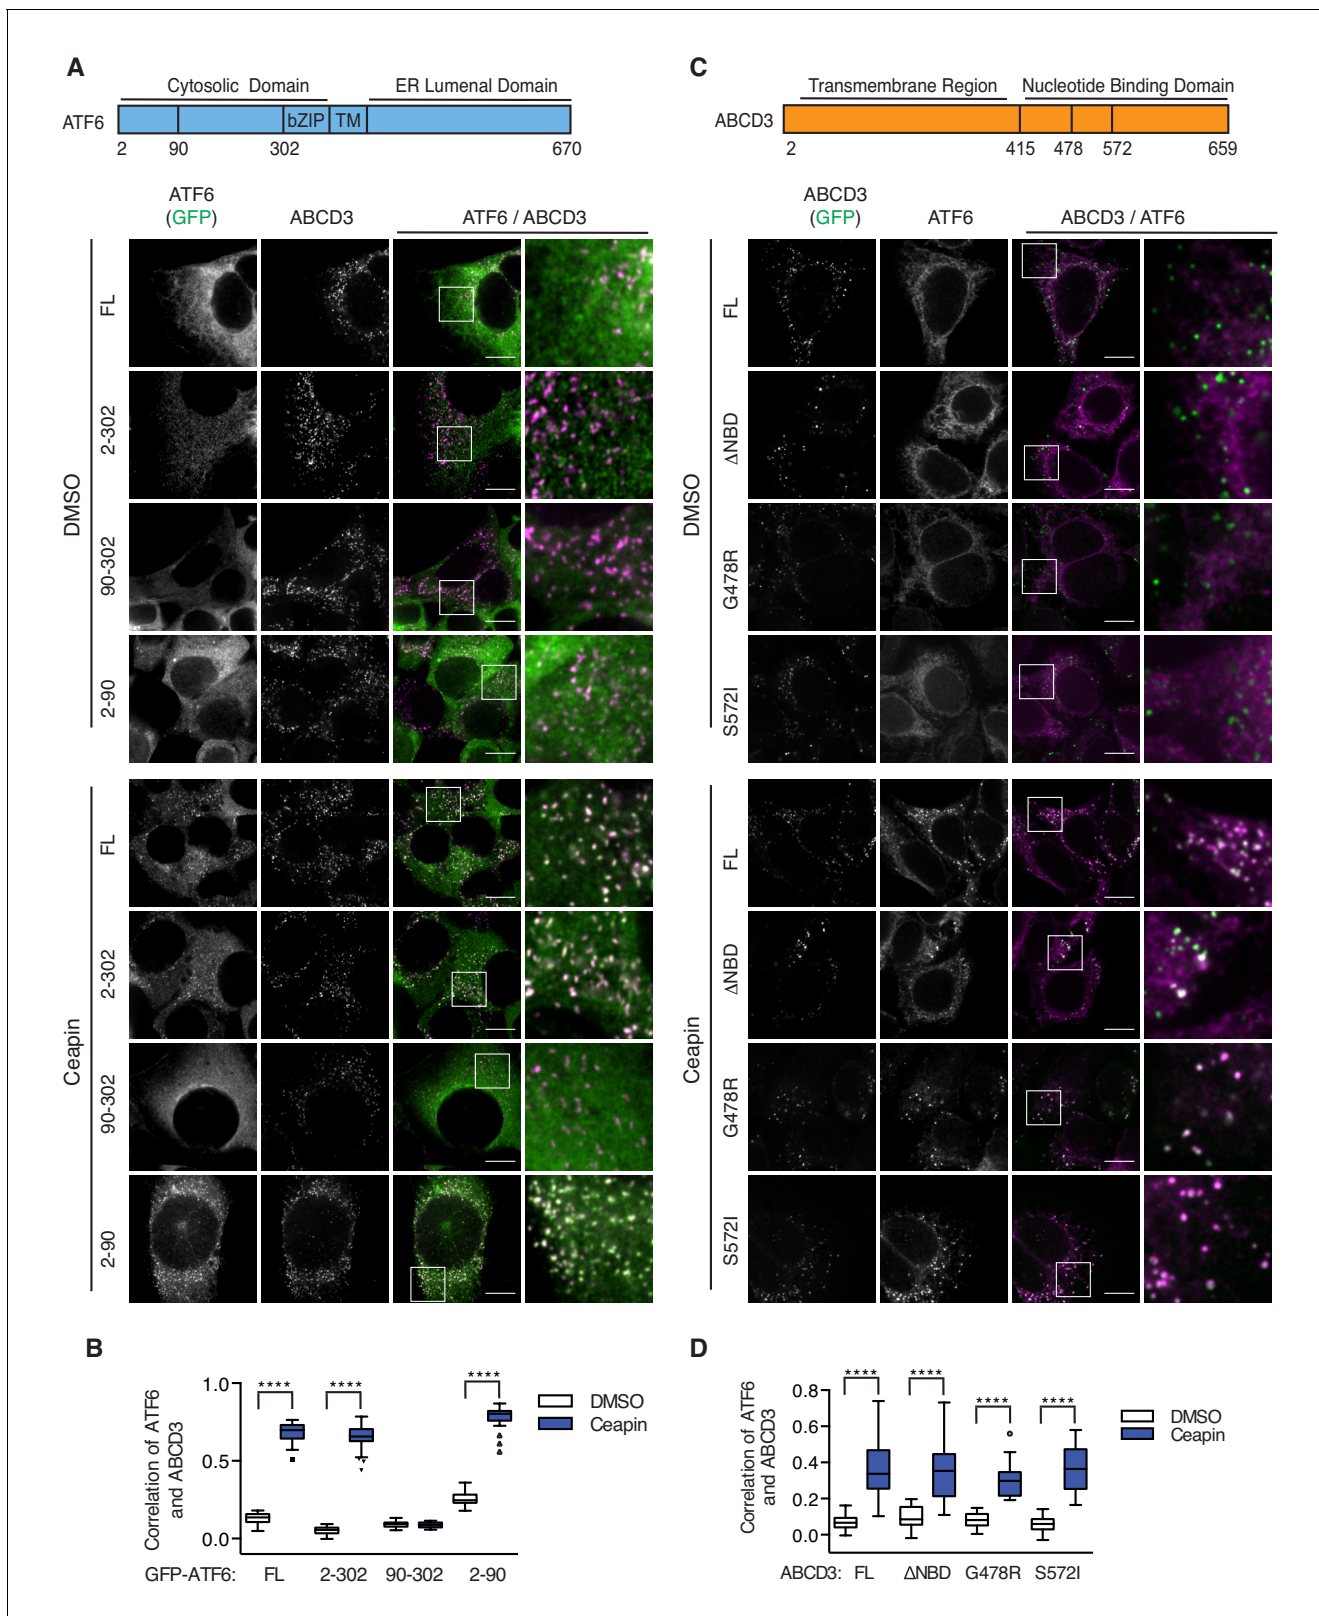 A
Cytosolic Domain
ER Lumenal Domain
ATF6
bZIP
TM
2
90
302
670
ATF6
(GFP)
ABCD3
ATF6 / ABCD3
DMSO
FL
2-302
90-302
2-90
Ceapin
FL
2-302
90-302
2-90
B
Correlation of ATF6
and ABCD3
1.0
0.5
0.0
****
****
****
DMSO
Ceapin
GFP-ATF6:
FL
2-302
90-302
2-90
C
Transmembrane Region
Nucleotide Binding Domain
ABCD3
2
415
478
572
659
ABCD3
(GFP)
ATF6
ABCD3 / ATF6
DMSO
FL
ΔNBD
G478R
S572I
Ceapin
FL
ΔNBD
G478R
S572I
D
Correlation of ATF6
and ABCD3
0.8
0.6
0.4
0.2
0.0
****
****
****
****
DMSO
Ceapin
ABCD3:
FL
ΔNBD
G478R
S572I